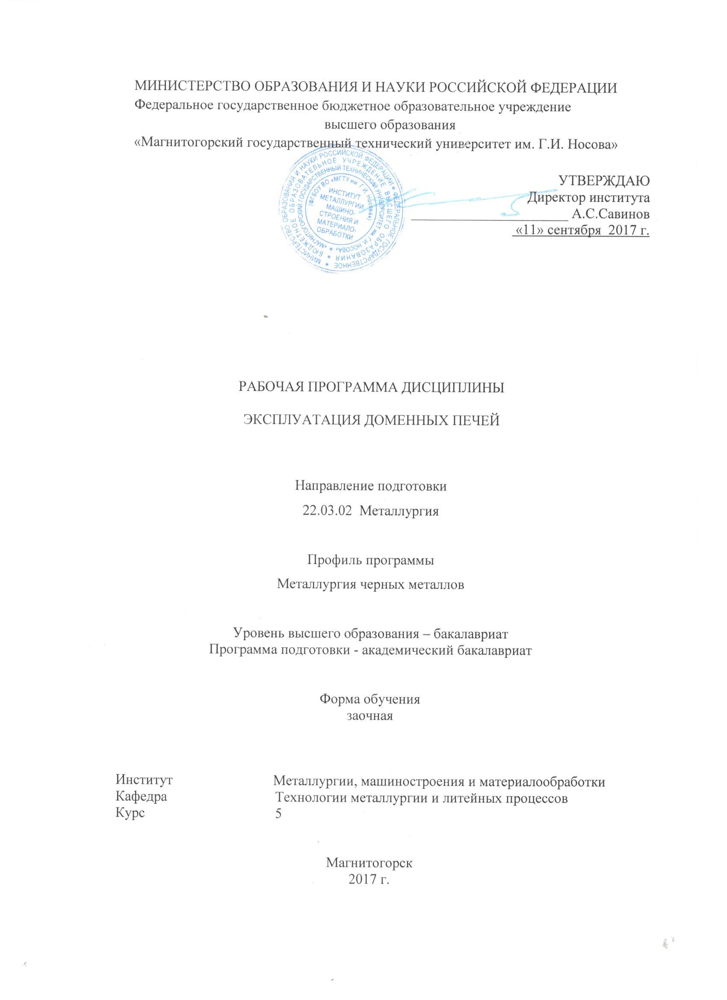 МИНИСТЕРСТВО ОБРАЗОВАНИЯ И НАУКИ РОССИЙСКОЙ ФЕДЕРАЦИИ
Федеральное государственное бюджетное образовательное учреждение
высшего образования
«Магнитогорский государственный технический университет им. Г.И. Носова»
МИНИСТЕРСТВО ОБРАЗОВАНИЯ И НАУКИ РОССИЙСКОЙ ФЕДЕРАЦИИ * ФЕДЕРАЛЬНОЕ ГОСУДАРСТВЕННОЕ *
БЮДЖЕТНОЕ ОБРАЗОВАТЕЛЬНОЕ УЧРЕЖДЕНИЕ ВЫСШЕГО ОБРАЗОВАНИЯ *
«МАГНИТОГОРСКИЙ ГОСУДАРСТВЕННЫЙ ТЕХНИЧЕСКИЙ УНИВЕРСИТЕТ им. Г.И. НОСОВА» *
(ФГБОУ ВО «МГТУ им. Г.И. Носова»)
ИНСТИТУТ
МЕТАЛЛУРГИИ,
МАШИНО-
СТРОЕНИЯ И
МАТЕРИАЛО-
ОБРАБОТКИ
УТВЕРЖДАЮ
Директор института
А.С.Савинов
«11» сентября 2017 г.
РАБОЧАЯ ПРОГРАММА ДИСЦИПЛИНЫ
ЭКСПЛУАТАЦИЯ ДОМЕННЫХ ПЕЧЕЙ
Направление подготовки
22.03.02 Металлургия
Профиль программы
Металлургия черных металлов
Уровень высшего образования – бакалавриат
Программа подготовки - академический бакалавриат
Форма обучения
заочная
Институт Металлургии, машиностроения и материалообработки
Кафедра Технологии металлургии и литейных процессов
Курс 5
Магнитогорск
2017 г.